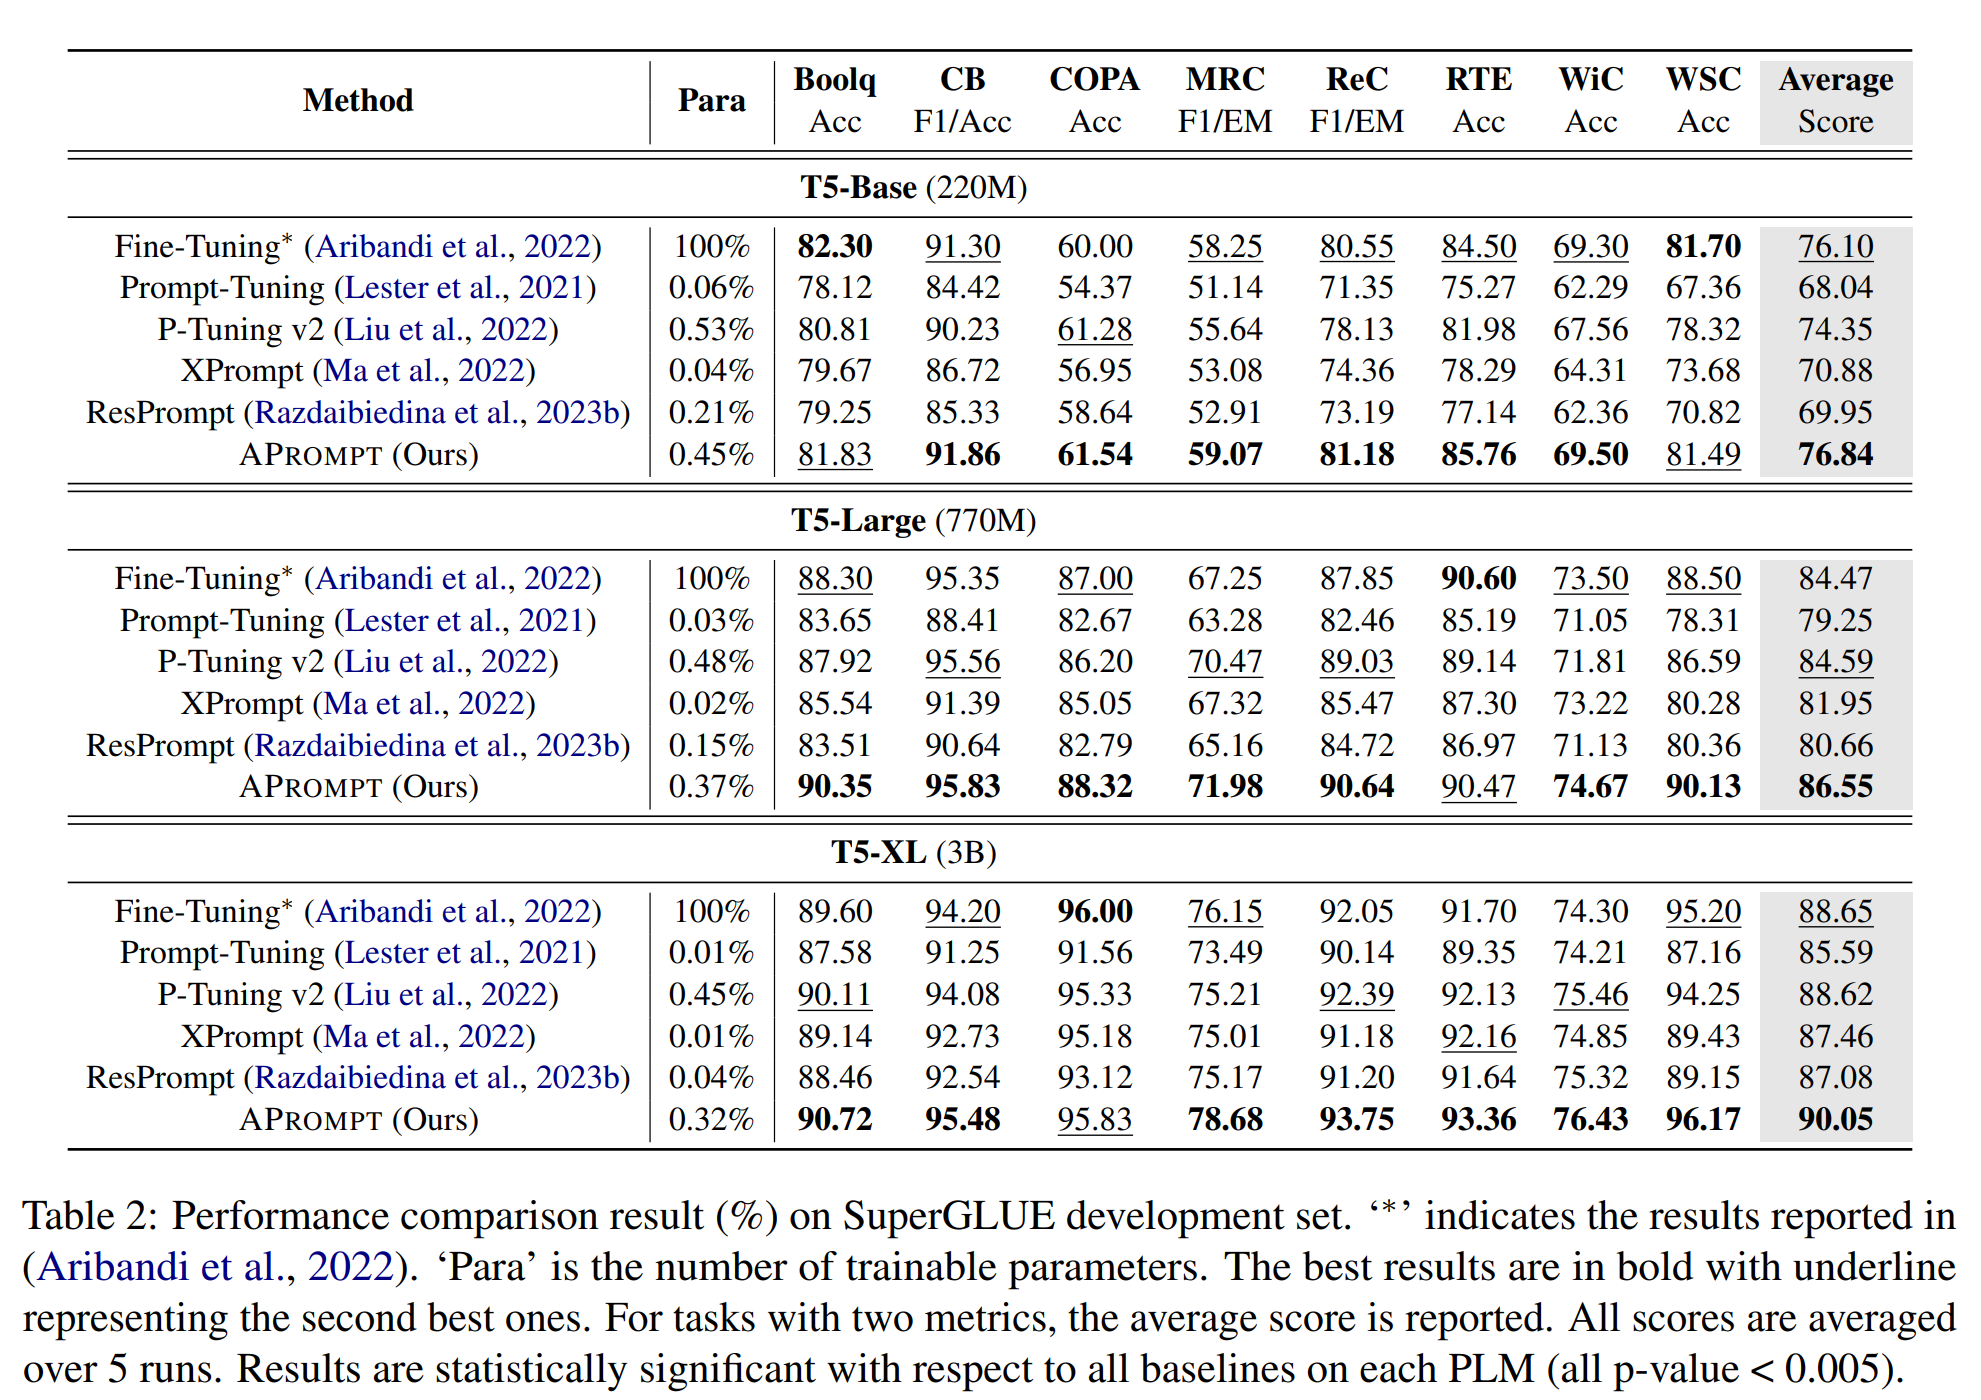 Method Para Boolq CB COPA MRC ReC RTE WiC WSC Average
Acc F1/Acc Acc F1/EM F1/EM Acc Acc Acc Score
T5-Base (220M)
Fine-Tuning* (Aribandi et al., 2022) 100% 82.30 91.30 60.00 58.25 80.55 84.50 69.30 81.70 76.10
Prompt-Tuning (Lester et al., 2021) 0.06% 78.12 84.42 54.37 51.14 71.35 75.27 62.29 67.36 68.04
P-Tuning v2 (Liu et al., 2022) 0.53% 80.81 90.23 61.28 55.64 78.13 81.98 67.56 78.32 74.35
XPrompt (Ma et al., 2022) 0.04% 79.67 86.72 56.95 53.08 74.36 78.29 64.31 73.68 70.88
ResPrompt (Razdaibiedina et al., 2023b) 0.21% 79.25 85.33 58.64 52.91 73.19 77.14 62.36 70.82 69.95
APROMPT (Ours) 0.45% 81.83 91.86 61.54 59.07 81.18 85.76 69.50 81.49 76.84
T5-Large (770M)
Fine-Tuning* (Aribandi et al., 2022) 100% 88.30 95.35 87.00 67.25 87.85 90.60 73.50 88.50 84.47
Prompt-Tuning (Lester et al., 2021) 0.03% 83.65 88.41 82.67 63.28 82.46 85.19 71.05 78.31 79.25
P-Tuning v2 (Liu et al., 2022) 0.48% 87.92 95.56 86.20 70.47 89.03 89.14 71.81 86.59 84.59
XPrompt (Ma et al., 2022) 0.02% 85.54 91.39 85.05 67.32 85.47 87.30 73.22 80.28 81.95
ResPrompt (Razdaibiedina et al., 2023b) 0.15% 83.51 90.64 82.79 65.16 84.72 86.97 71.13 80.36 80.66
APROMPT (Ours) 0.37% 90.35 95.83 88.32 71.98 90.64 90.47 74.67 90.13 86.55
T5-XL (3B)
Fine-Tuning* (Aribandi et al., 2022) 100% 89.60 94.20 96.00 76.15 92.05 91.70 74.30 95.20 88.65
Prompt-Tuning (Lester et al., 2021) 0.01% 87.58 91.25 91.56 73.49 90.14 89.35 74.21 87.16 85.59
P-Tuning v2 (Liu et al., 2022) 0.45% 90.11 94.08 95.33 75.21 92.39 92.13 75.46 94.25 88.62
XPrompt (Ma et al., 2022) 0.01% 89.14 92.73 95.18 75.01 91.18 92.16 74.85 89.43 87.46
ResPrompt (Razdaibiedina et al., 2023b) 0.04% 88.46 92.54 93.12 75.17 91.20 91.64 75.32 89.15 87.08
APROMPT (Ours) 0.32% 90.72 95.48 95.83 78.68 93.75 93.36 76.43 96.17 90.05
Table 2: Performance comparison result (%) on SuperGLUE development set. ‘*’ indicates the results reported in
(Aribandi et al., 2022). ‘Para’ is the number of trainable parameters. The best results are in bold with underline
representing the second best ones. For tasks with two metrics, the average score is reported. All scores are averaged
over 5 runs. Results are statistically significant with respect to all baselines on each PLM (all p-value < 0.005).